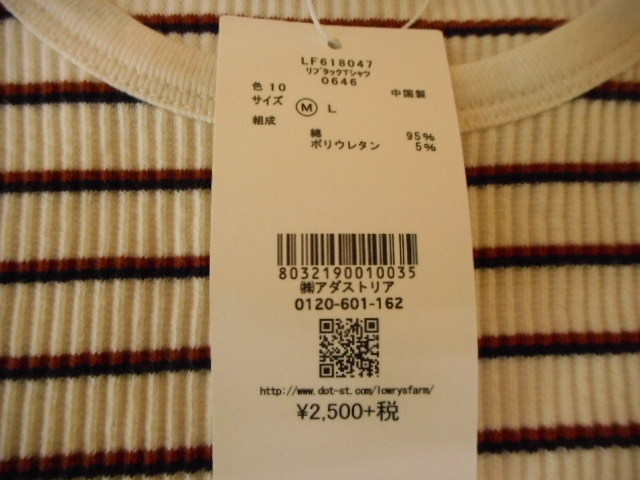 LF618047
リブタックTシャツ
0646
色 10 中国製
サイズ Ⓜ L
組成
綿 95%
ポリウレタン 5%
8032190010035
㈱アダストリア
0120-601-162
http://www.dot-st.com/lowrysfarm/
¥2,500+税